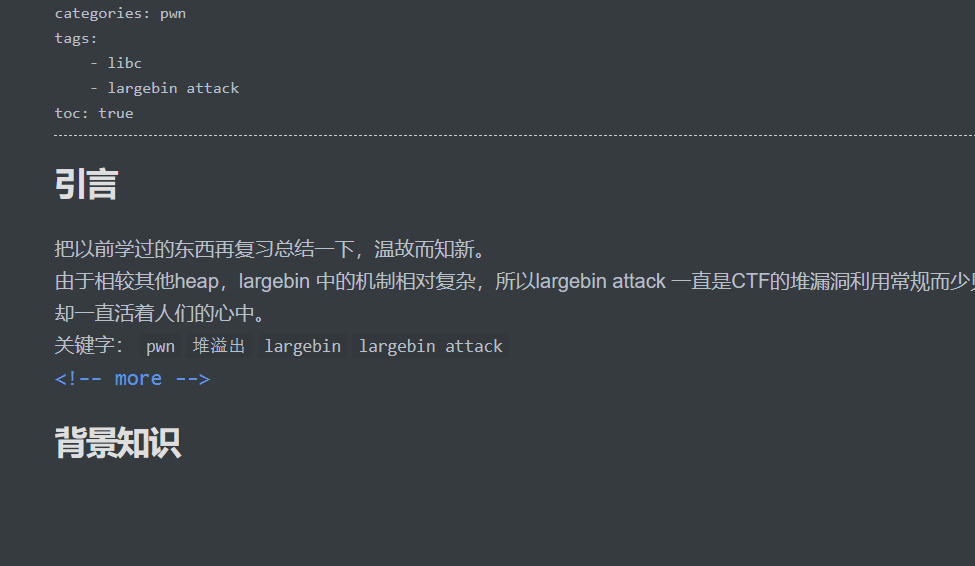 categories: pwn
tags:
- libc
- largebin attack
toc: true
引言
把以前学过的东西再复习总结一下，温故而知新。
由于相较其他heap，largebin 中的机制相对复杂，所以largebin attack 一直是CTF的堆漏洞利用常规而少
却一直活着人们的心中。
关键字： pwn 堆溢出 largebin largebin attack
<!-- more -->
背景知识